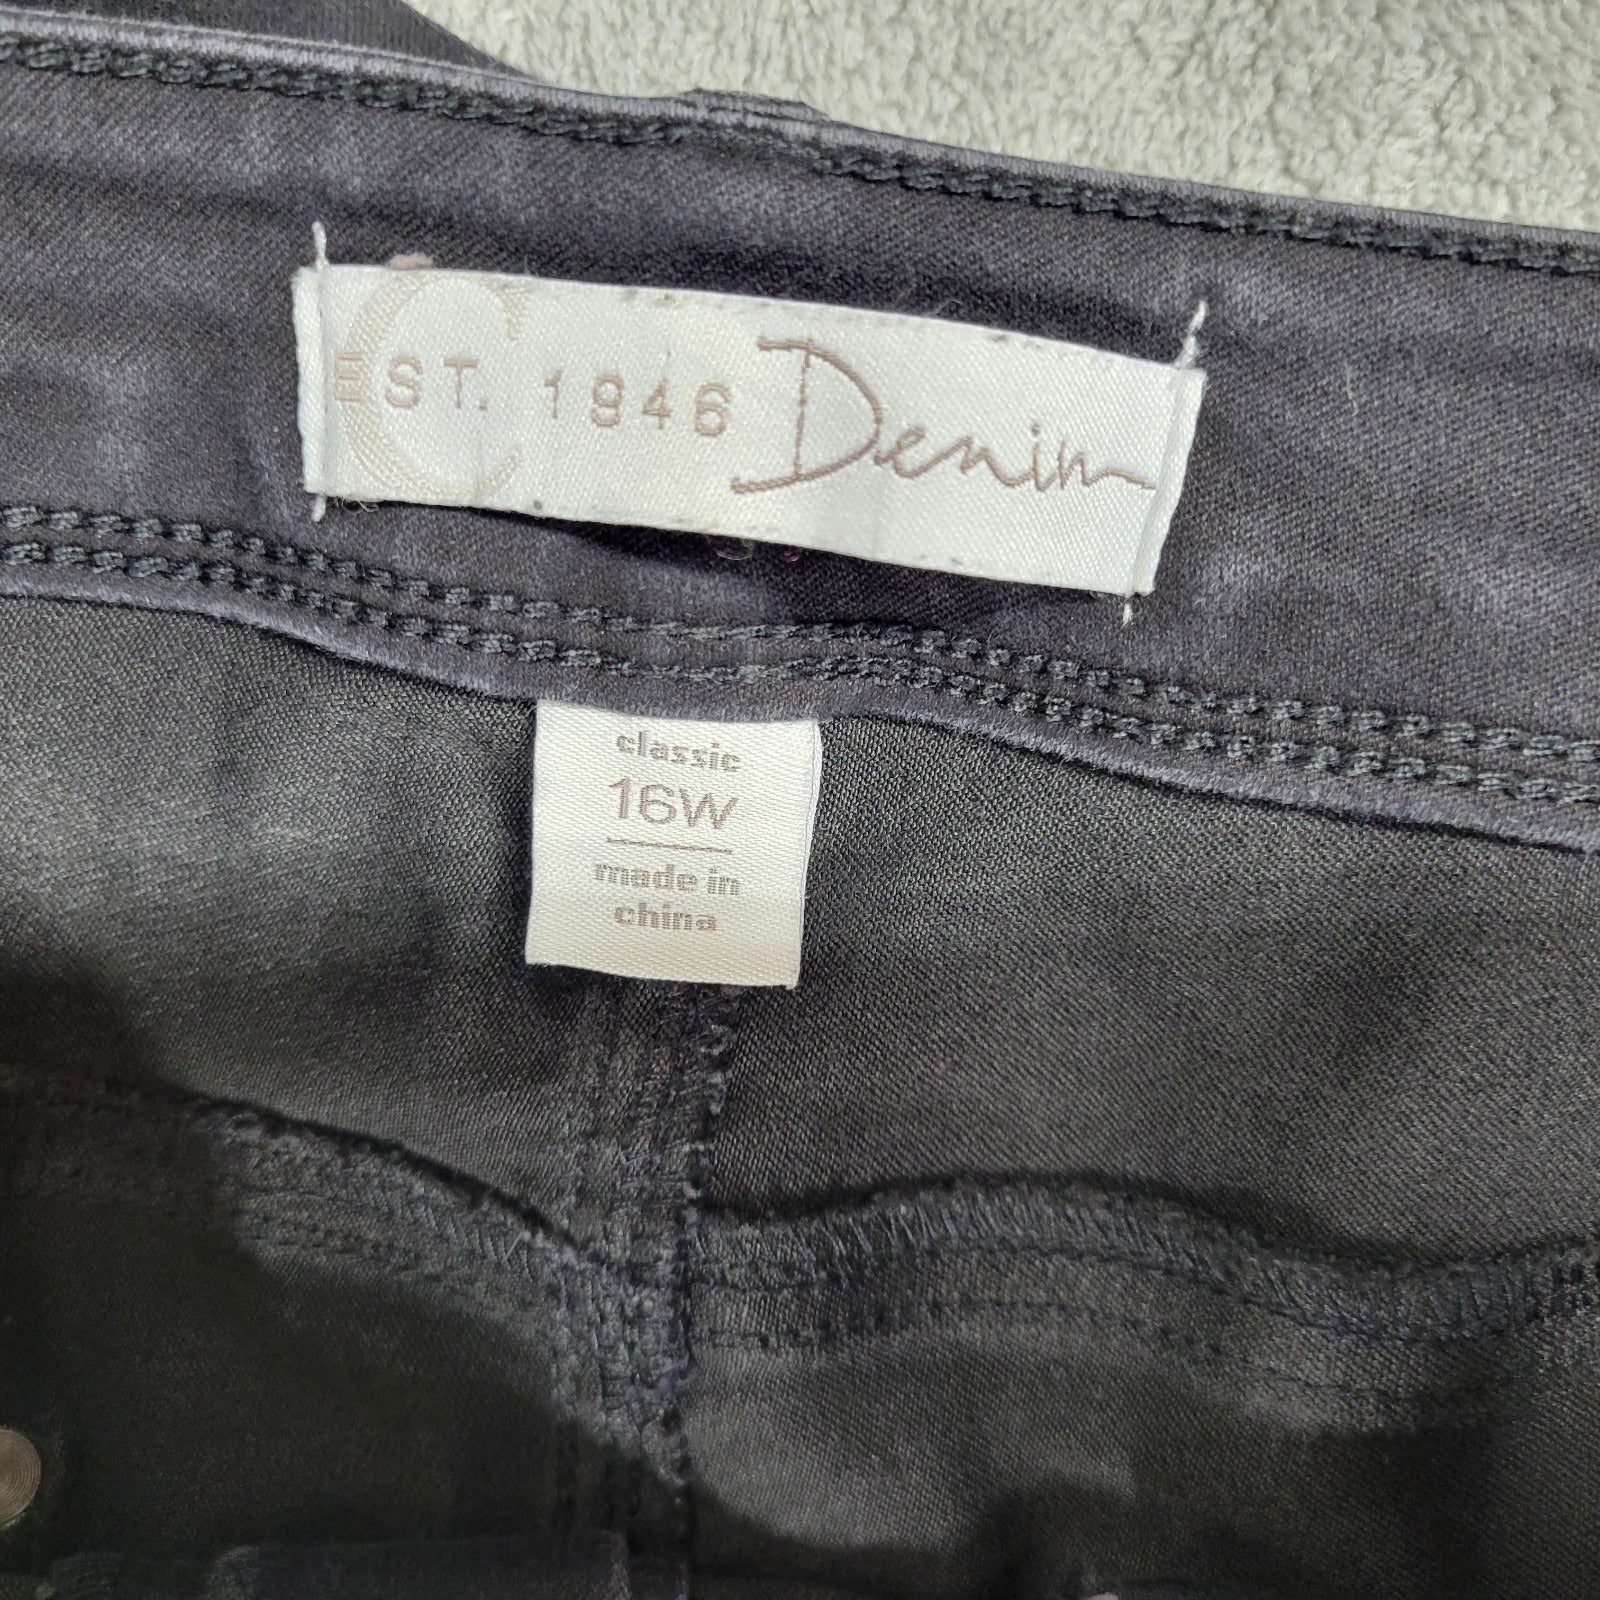 C EST. 1946 Denim
classic
16W
made in
china